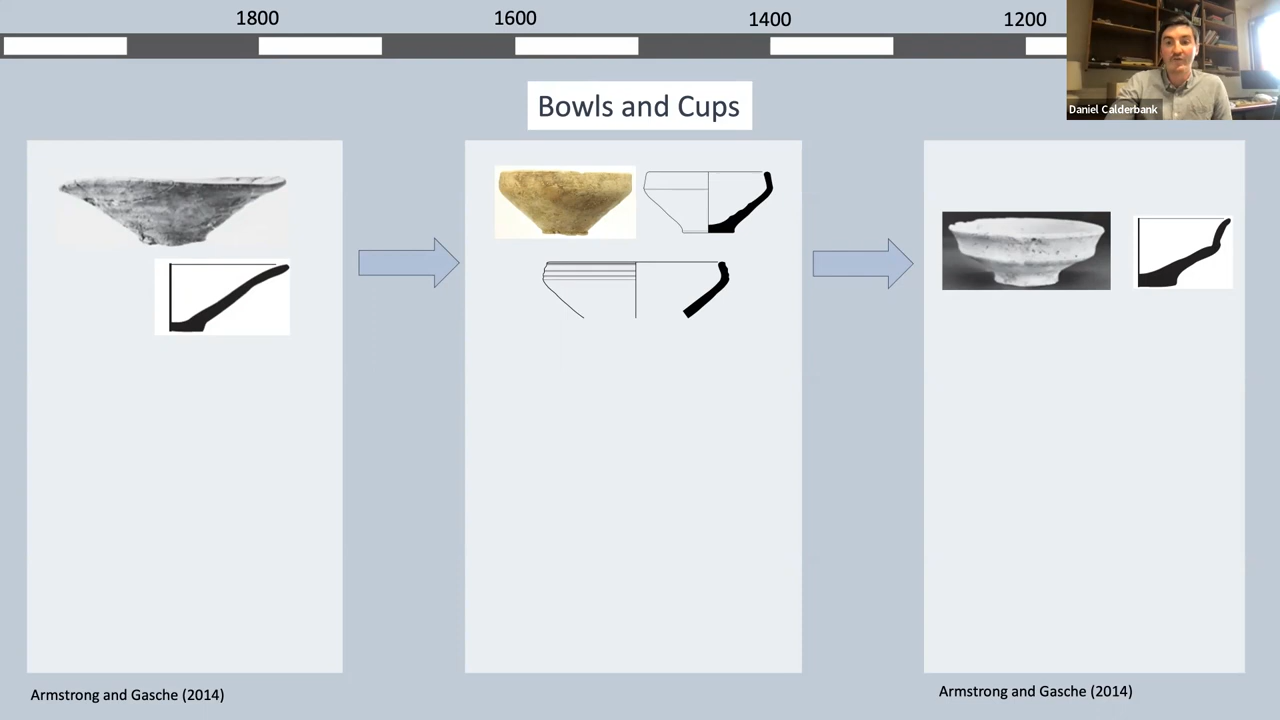 1800
1600
1400
1200
Daniel Calderbank
Bowls and Cups
Armstrong and Gasche (2014)
Armstrong and Gasche (2014)